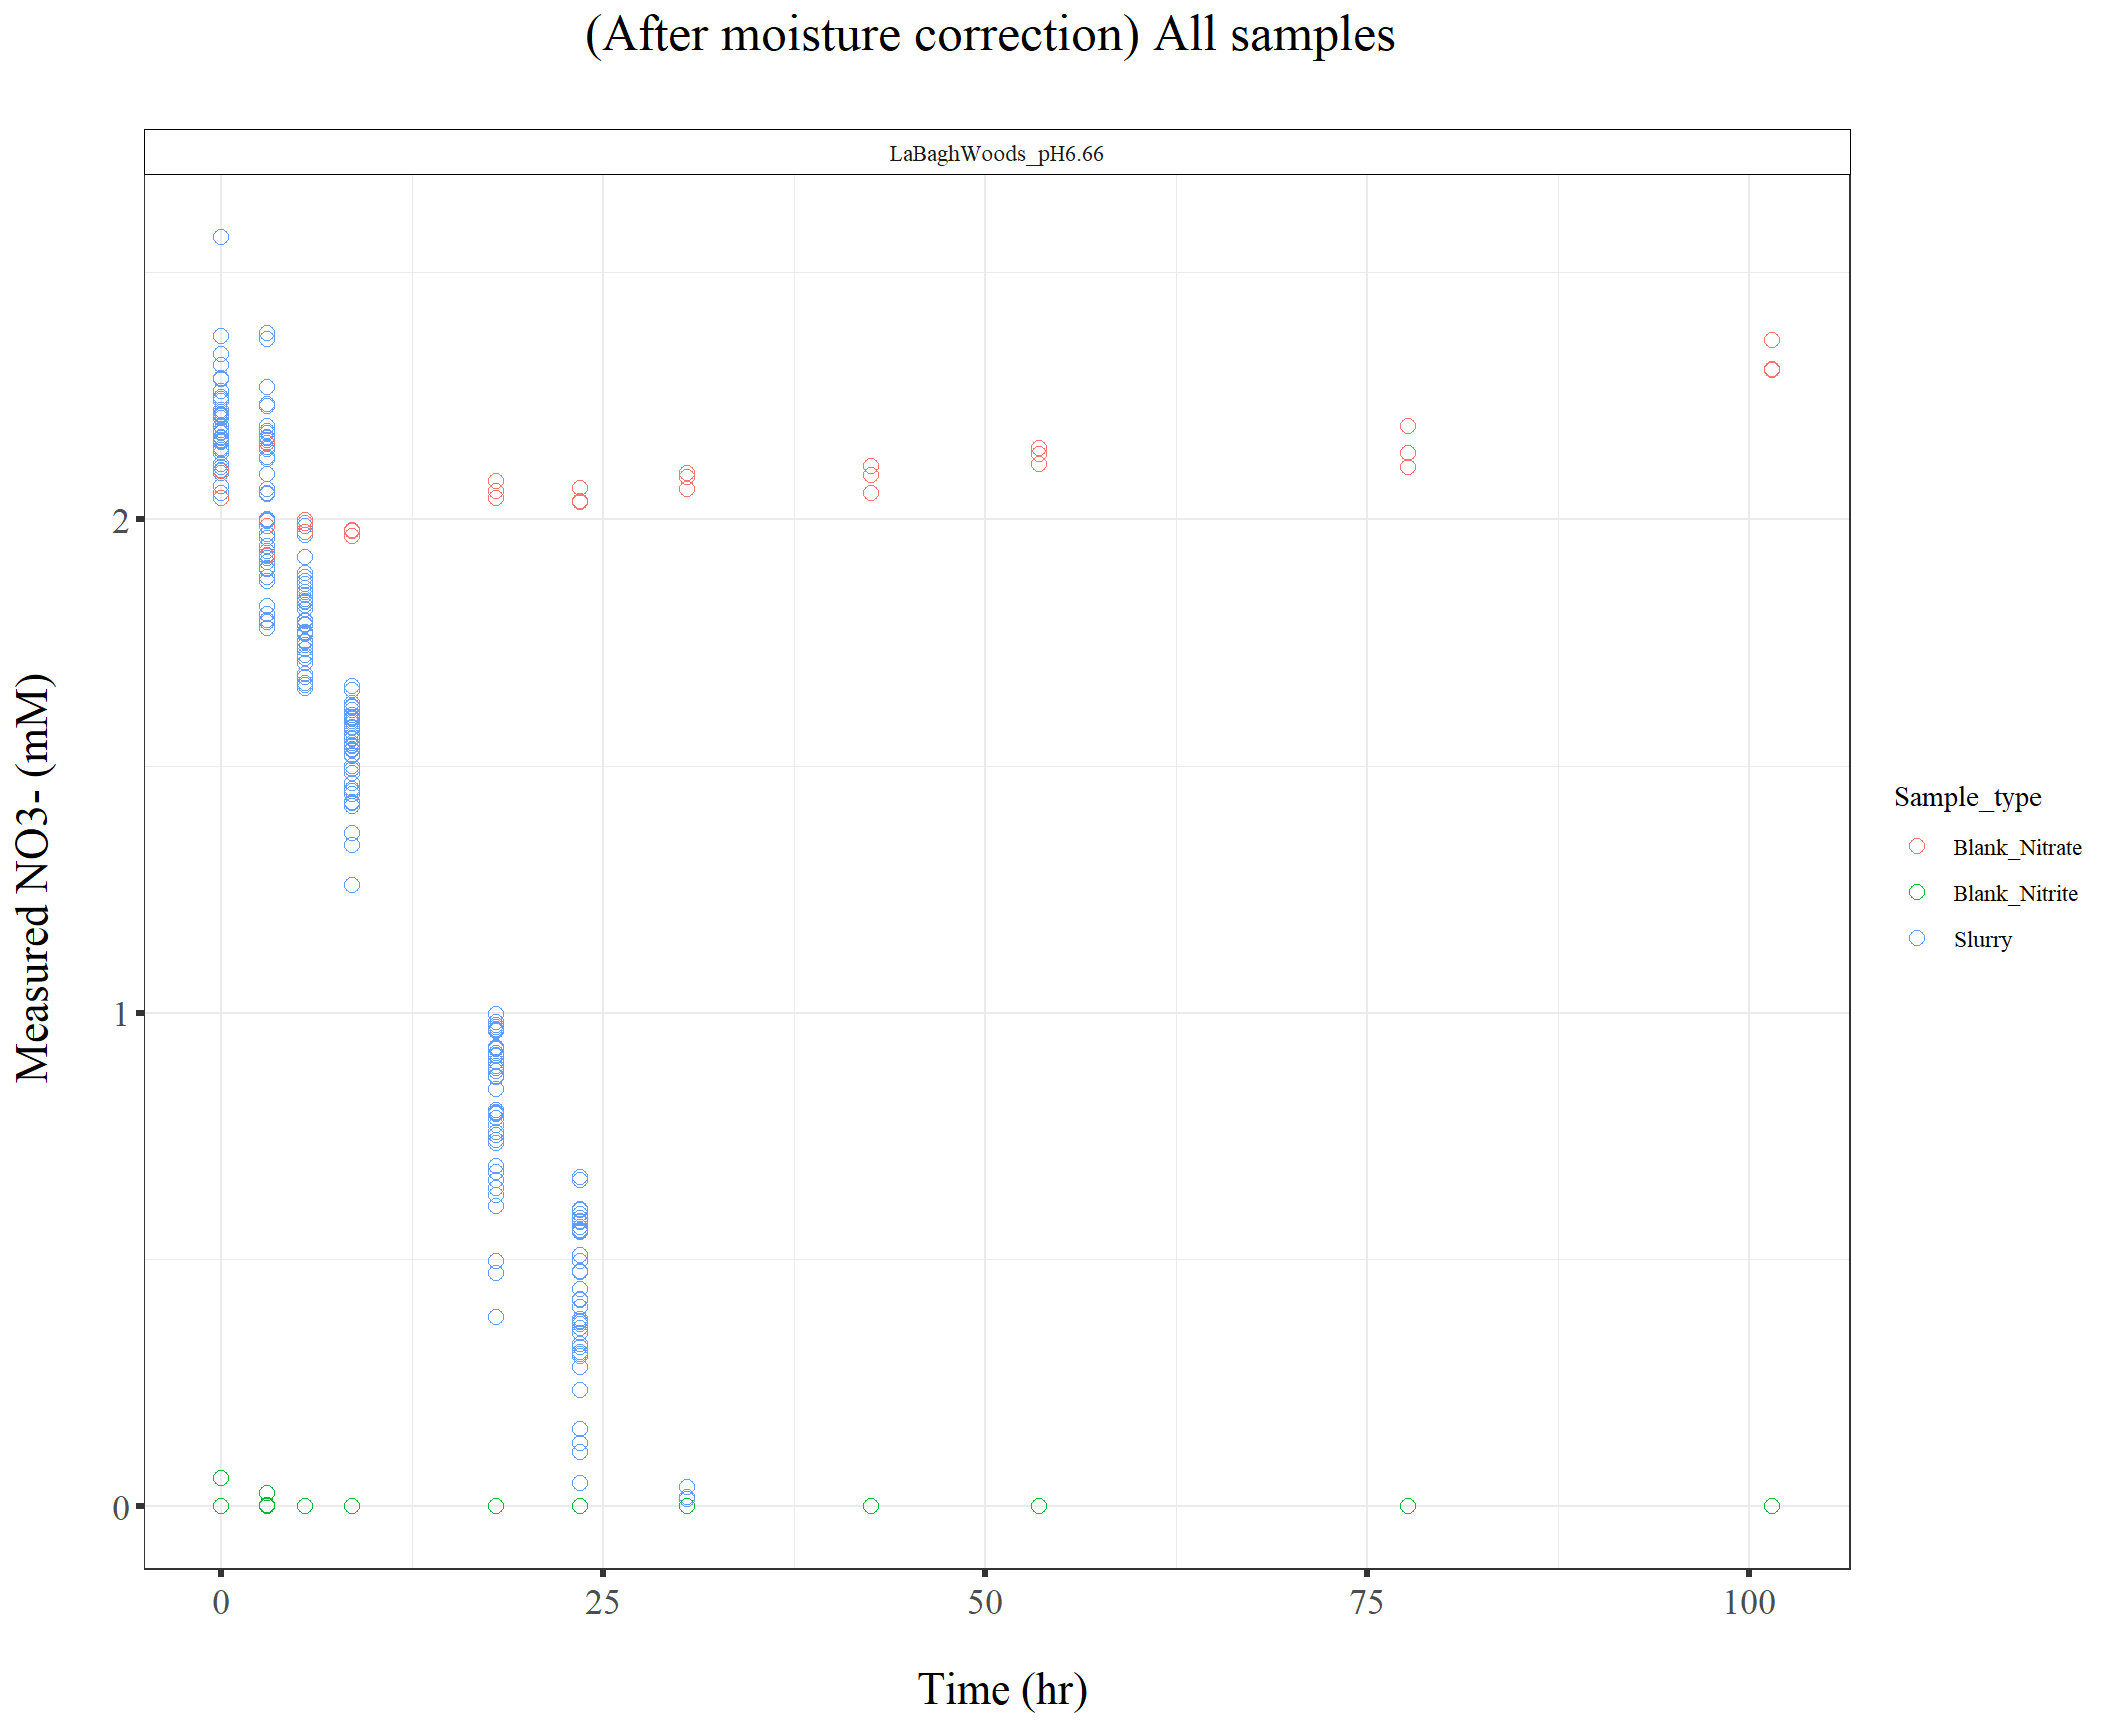 (After moisture correction) All samples
LaBaghWoods_pH6.66
Measured NO3- (mM)
2
1
0
0
25
50
75
100
Time (hr)
Sample_type
Blank_Nitrate
Blank_Nitrite
Slurry